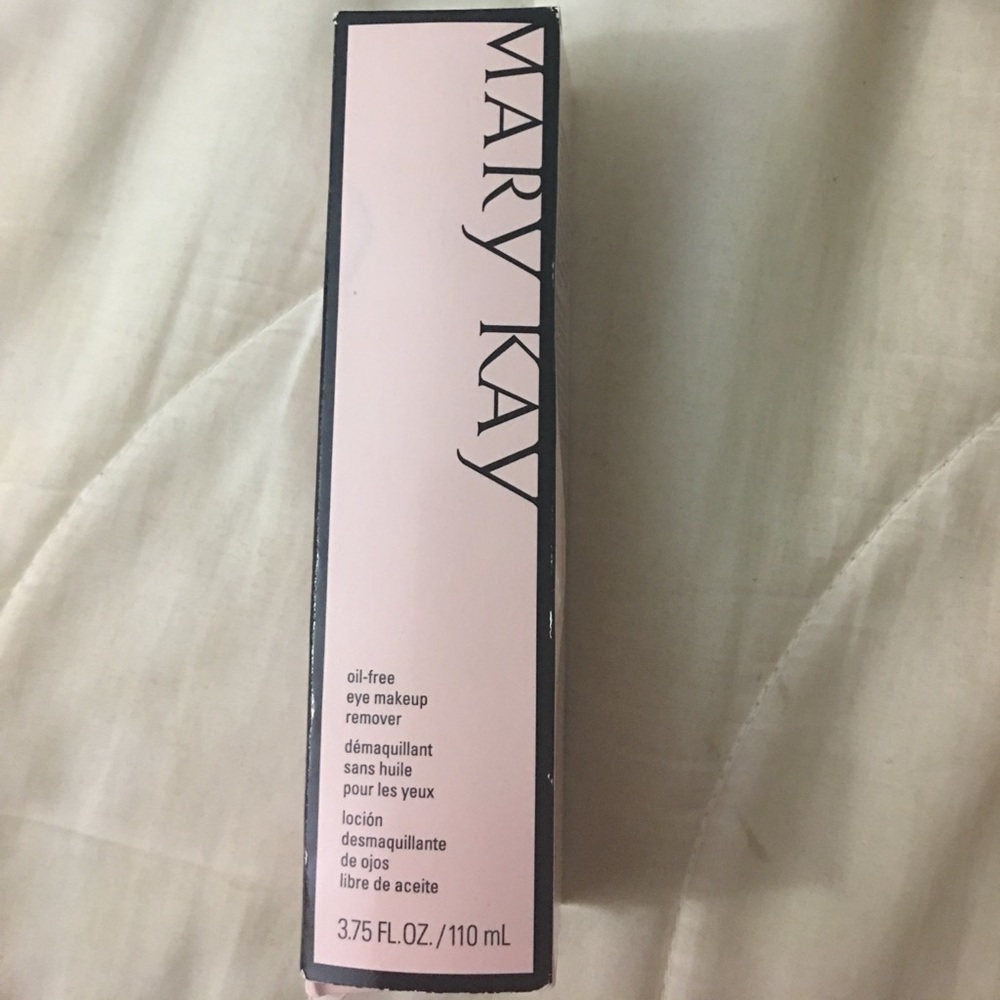 MARY KAY
oil-free
eye makeup
remover
démaquillant
sans huile
pour les yeux
loción
desmaquillante
de ojos
libre de aceite
3.75 FL.OZ. / 110 mL